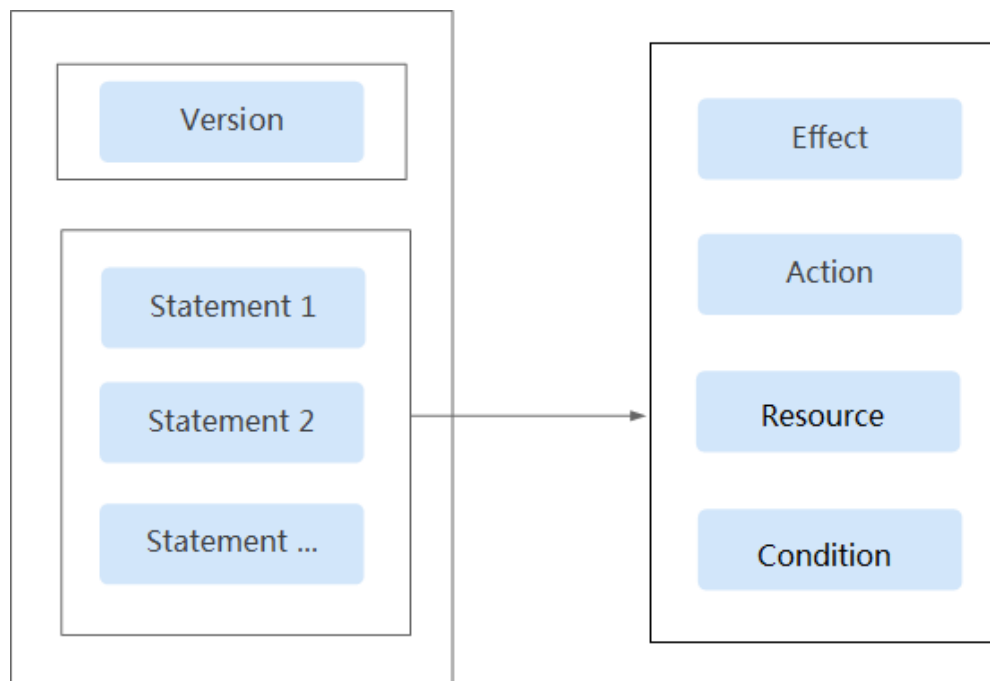 Version
Statement 1
Statement 2
Statement ...
Effect
Action
Resource
Condition